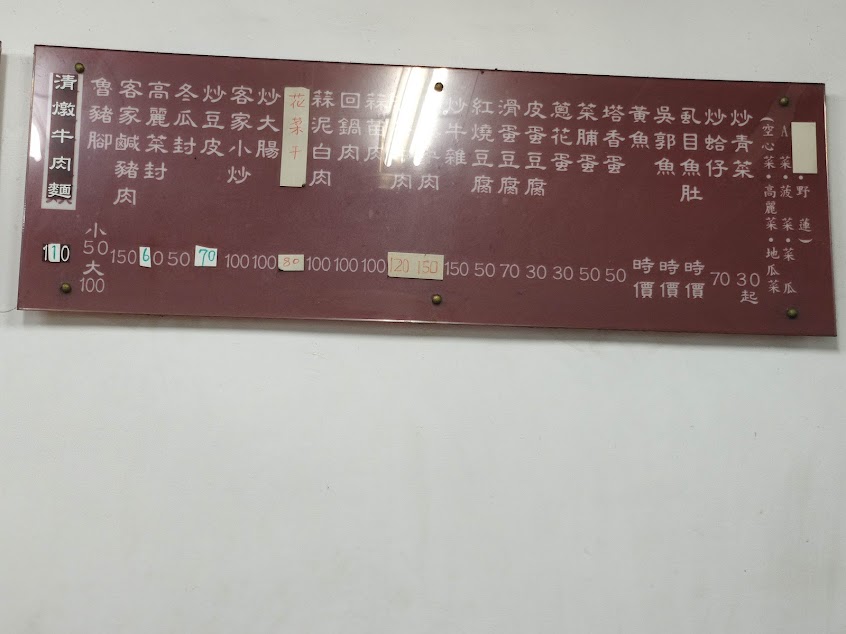 清燉牛肉麵 110
魯豬腳 小50大100
客家鹹豬肉 150
高麗菜封 60
冬瓜封 50
炒豆皮 70
客家小炒 100
炒大腸 100
花菜干 80
蒜泥白肉 100
回鍋肉 100
蒜苗肉 100
肉 120
肉 150
炒牛雜 150
紅燒豆腐 50
滑蛋豆腐 70
皮蛋豆腐 30
蔥花蛋 30
菜脯蛋 50
塔香蛋 50
黃魚 時價
吳郭魚 時價
虱目魚肚 時價
炒蛤仔 70
炒青菜 30起
(空心菜・高麗菜・地瓜菜
A菜・菠菜・菜瓜
・野蓮)